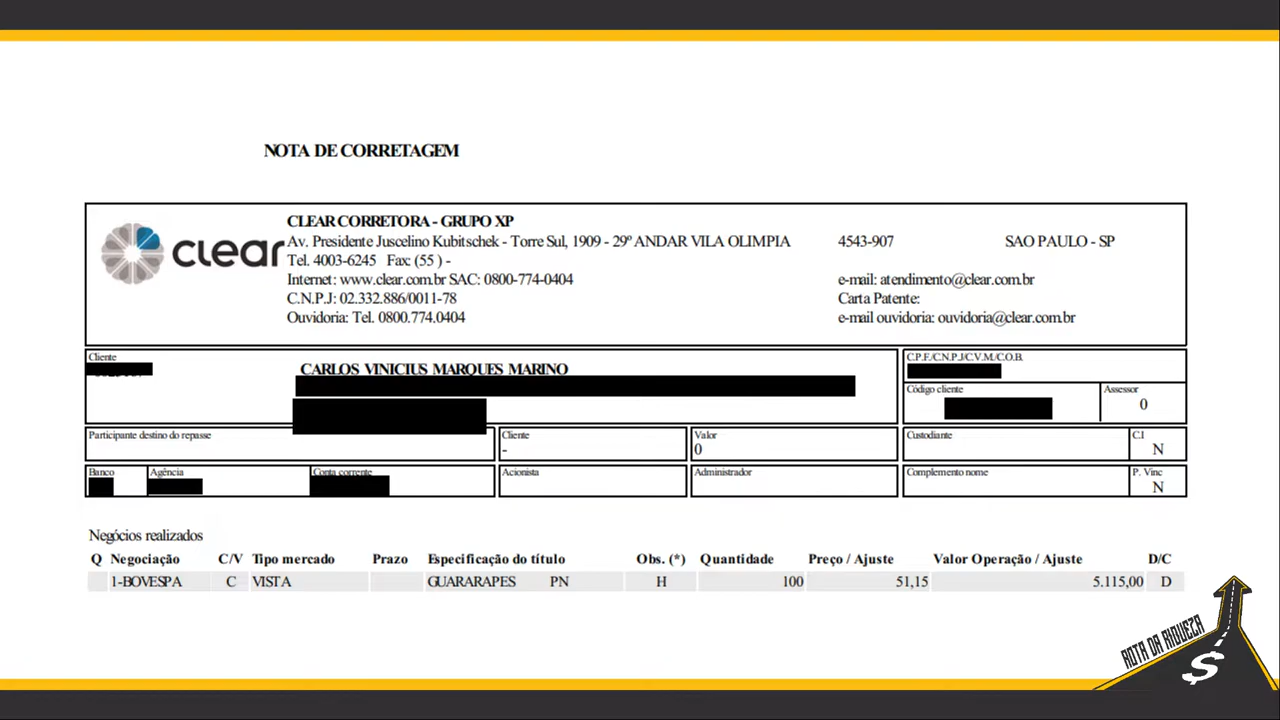 NOTA DE CORRETAGEM
clear
CLEAR CORRETORA - GRUPO XP
Av. Presidente Juscelino Kubitschek - Torre Sul, 1909 - 29º ANDAR VILA OLIMPIA 4543-907 SAO PAULO - SP
Tel. 4003-6245 Fax: (55 ) -
Internet: www.clear.com.br SAC: 0800-774-0404 e-mail: atendimento@clear.com.br
C.N.P.J: 02.332.886/0011-78 Carta Patente:
Ouvidoria: Tel. 0800.774.0404 e-mail ouvidoria: ouvidoria@clear.com.br
Cliente C.P.F./C.N.P.J/C.V.M./C.O.B.
CARLOS VINICIUS MARQUES MARINO
Código cliente Assessor
0
Participante destino do repasse Cliente Valor Custodiante C.I
- 0 N
Banco Agência Conta corrente Acionista Administrador Complemento nome P. Vinc
N
Negócios realizados
Q Negociação C/V Tipo mercado Prazo Especificação do título Obs. (*) Quantidade Preço / Ajuste Valor Operação / Ajuste D/C
1-BOVESPA C VISTA GUARARAPES PN H 100 51,15 5.115,00 D
ROTA DA RIQUEZA
$